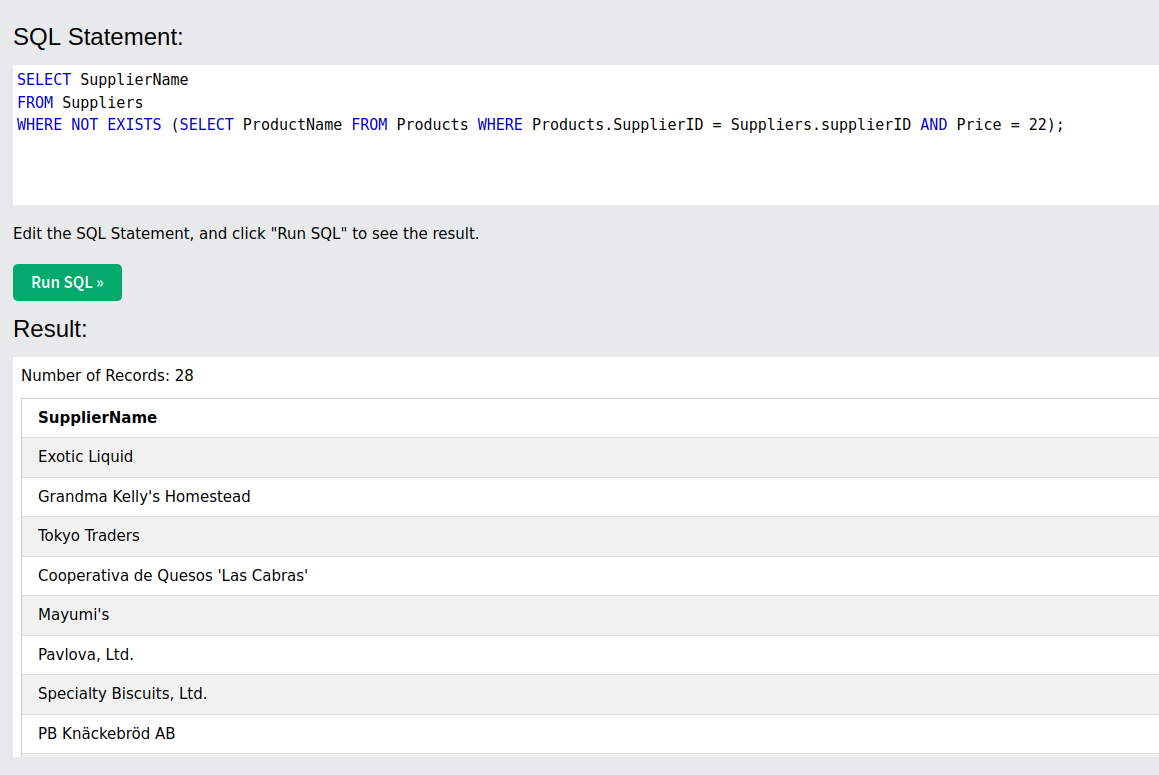 SQL Statement:
SELECT SupplierName
FROM Suppliers
WHERE NOT EXISTS (SELECT ProductName FROM Products WHERE Products.SupplierID = Suppliers.supplierID AND Price = 22);
Edit the SQL Statement, and click "Run SQL" to see the result.
Run SQL »
Result:
Number of Records: 28
SupplierName
Exotic Liquid
Grandma Kelly's Homestead
Tokyo Traders
Cooperativa de Quesos 'Las Cabras'
Mayumi's
Pavlova, Ltd.
Specialty Biscuits, Ltd.
PB Knäckebröd AB